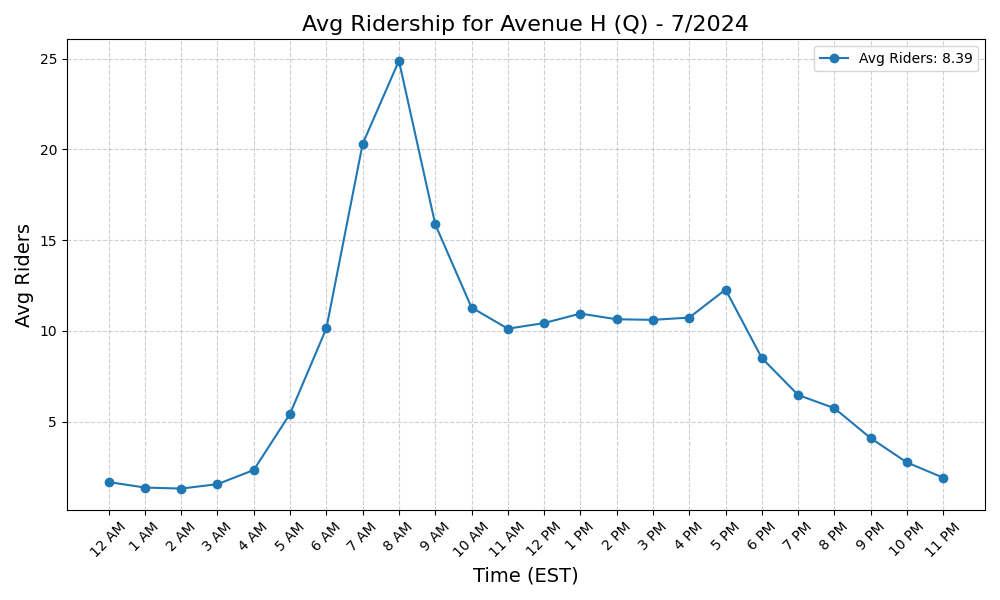 Avg Ridership for Avenue H (Q) - 7/2024
Avg Riders: 8.39
Avg Riders
25
20
15
10
5
12 AM
1 AM
2 AM
3 AM
4 AM
5 AM
6 AM
7 AM
8 AM
9 AM
10 AM
11 AM
12 PM
1 PM
2 PM
3 PM
4 PM
5 PM
6 PM
7 PM
8 PM
9 PM
10 PM
11 PM
Time (EST)